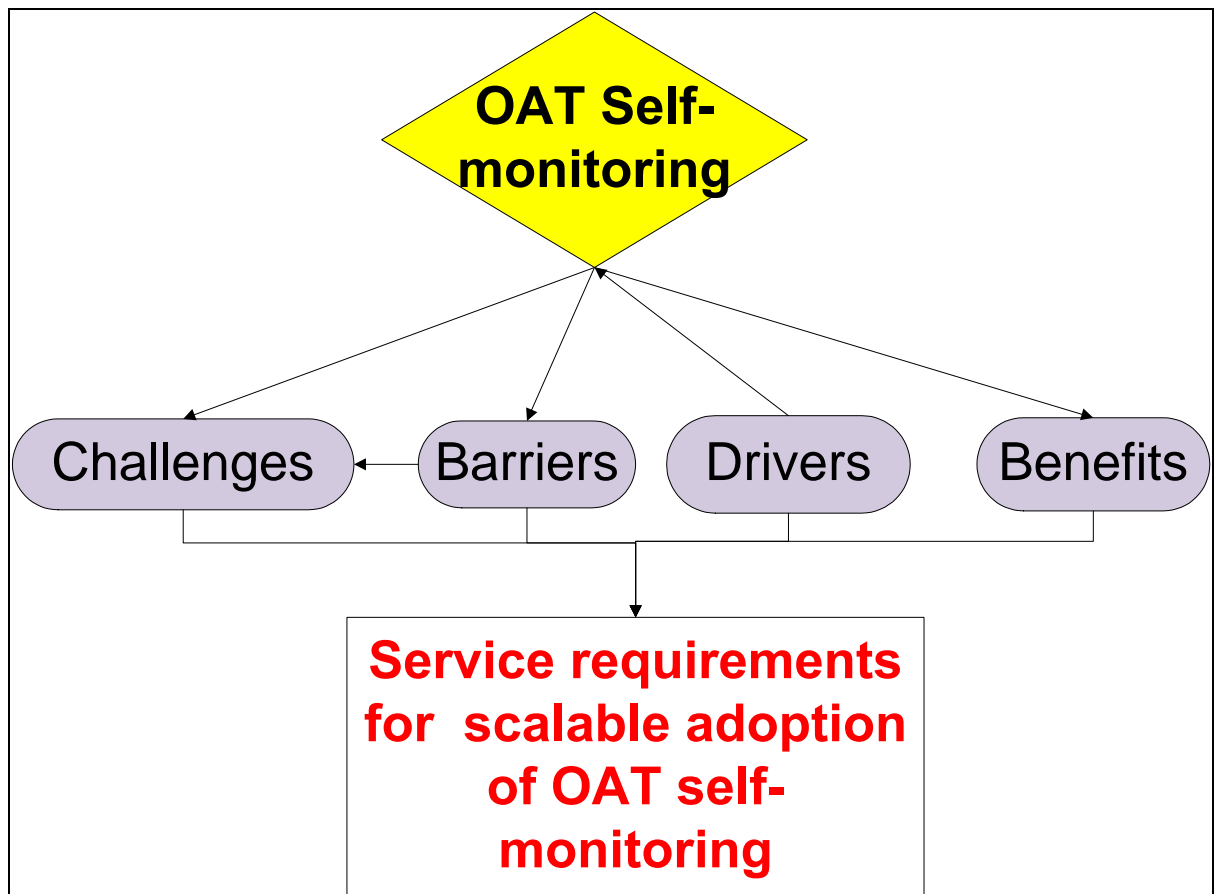 OAT Self-
monitoring
Challenges
Barriers
Drivers
Benefits
Service requirements
for  scalable adoption
of OAT self-
monitoring